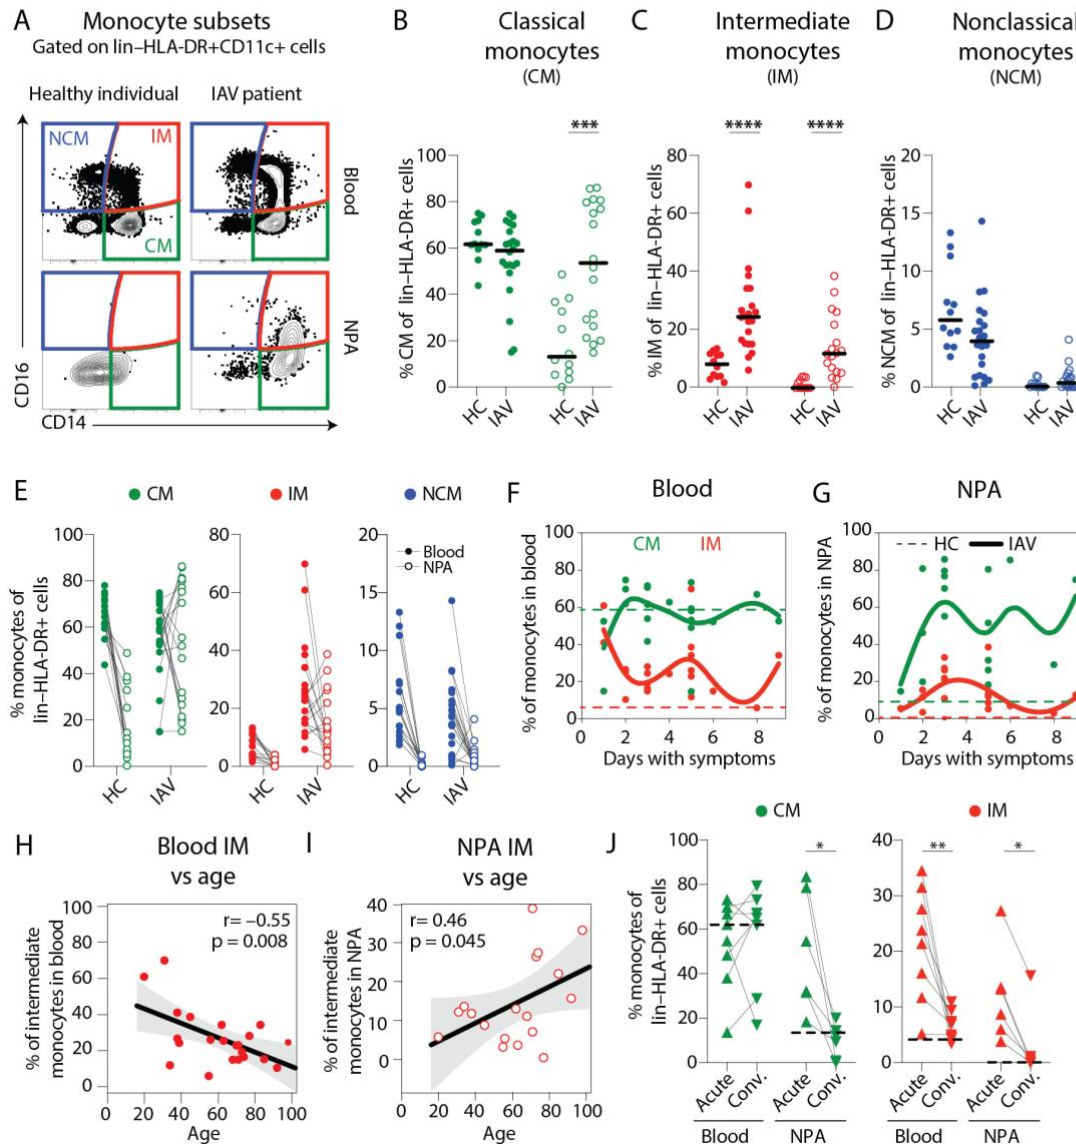 A Monocyte subsets
Gated on lin–HLA-DR+CD11c+ cells
Healthy individual IAV patient
NCM IM
CM
Blood
NPA
CD16
CD14
B Classical
monocytes
(CM)
% CM of lin–HLA-DR+ cells
100
80
60
40
20
0
***
HC IAV HC IAV
C Intermediate
monocytes
(IM)
% IM of lin–HLA-DR+ cells
80
60
40
20
0
**** ****
HC IAV HC IAV
D Nonclassical
monocytes
(NCM)
% NCM of lin–HLA-DR+ cells
20
15
10
5
0
HC IAV HC IAV
E CM IM NCM
% monocytes of
lin–HLA-DR+ cells
100
80
60
40
20
0
HC IAV
80
60
40
20
0
HC IAV
20
15
10
5
0
Blood
NPA
HC IAV
F Blood
% of monocytes in blood
100
80
60
40
20
0
CM IM
0 2 4 6 8
Days with symptoms
G NPA
% of monocytes in NPA
100
80
60
40
20
0
HC IAV
0 2 4 6 8
Days with symptoms
H Blood IM
vs age
% of intermediate
monocytes in blood
100
80
60
40
20
0
r= –0.55
p = 0.008
20 40 60 80 100
Age
I NPA IM
vs age
% of intermediate
monocytes in NPA
40
30
20
10
0
r= 0.46
p = 0.045
0 20 40 60 80 100
Age
J CM IM
% monocytes of
lin–HLA-DR+ cells
100
80
60
40
20
0
*
Acute Conv. Acute Conv.
Blood NPA
40
30
20
10
0
** *
Acute Conv. Acute Conv.
Blood NPA